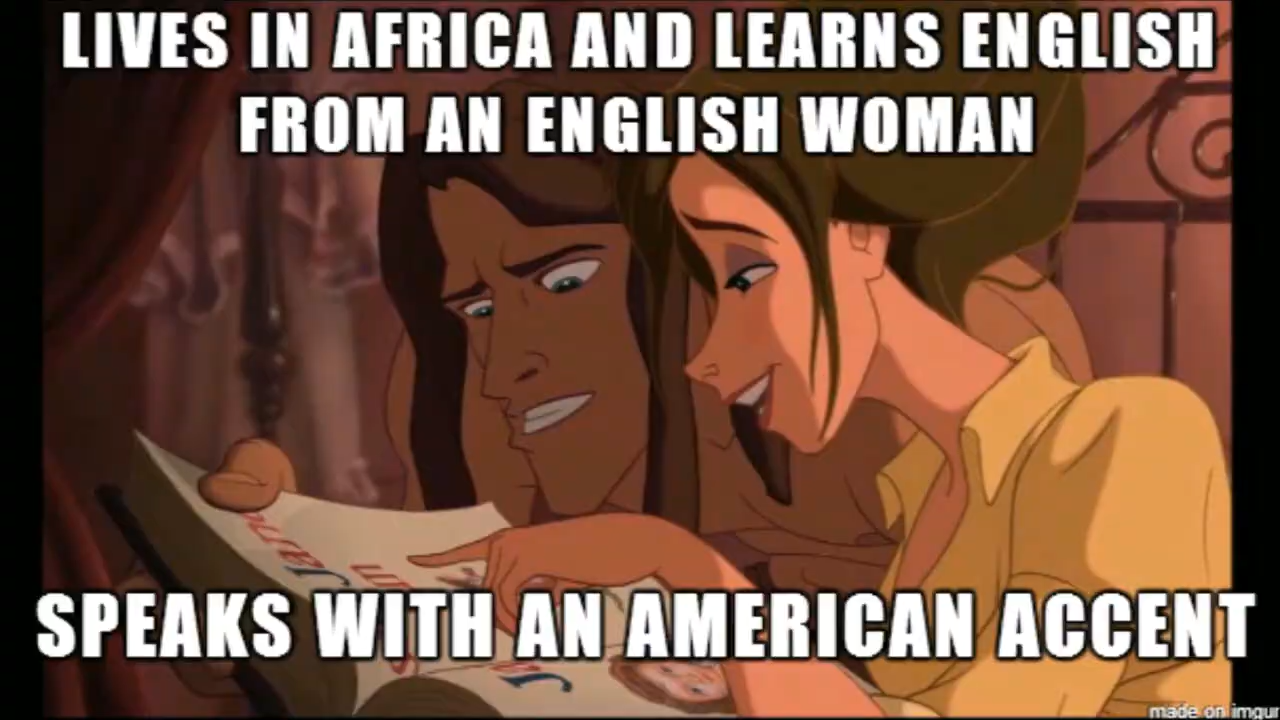 LIVES IN AFRICA AND LEARNS ENGLISH
FROM AN ENGLISH WOMAN
SPEAKS WITH AN AMERICAN ACCENT
made on imgur